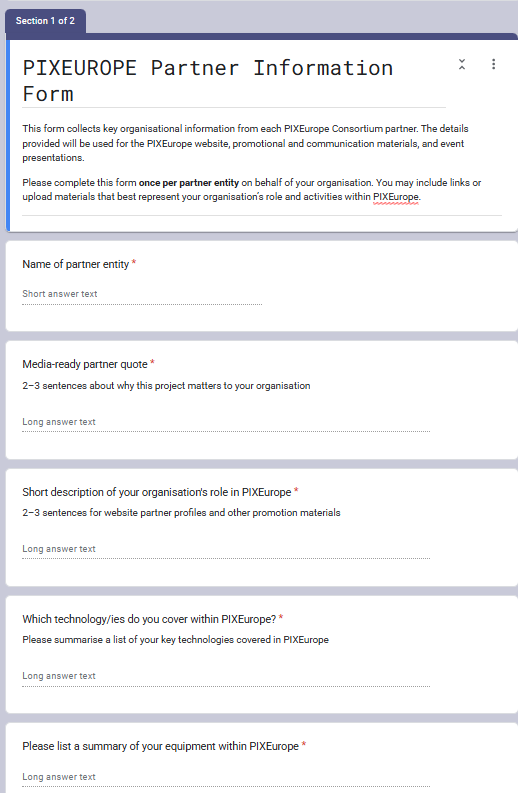 Section 1 of 2
PIXEUROPE Partner Information
Form
This form collects key organisational information from each PIXEurope Consortium partner. The details
provided will be used for the PIXEurope website, promotional and communication materials, and event
presentations.
Please complete this form once per partner entity on behalf of your organisation. You may include links or
upload materials that best represent your organisation's role and activities within PIXEurope.
Name of partner entity *
Short answer text
Media-ready partner quote *
2–3 sentences about why this project matters to your organisation
Long answer text
Short description of your organisation's role in PIXEurope *
2–3 sentences for website partner profiles and other promotion materials
Long answer text
Which technology/ies do you cover within PIXEurope? *
Please summarise a list of your key technologies covered in PIXEurope
Long answer text
Please list a summary of your equipment within PIXEurope *
Long answer text